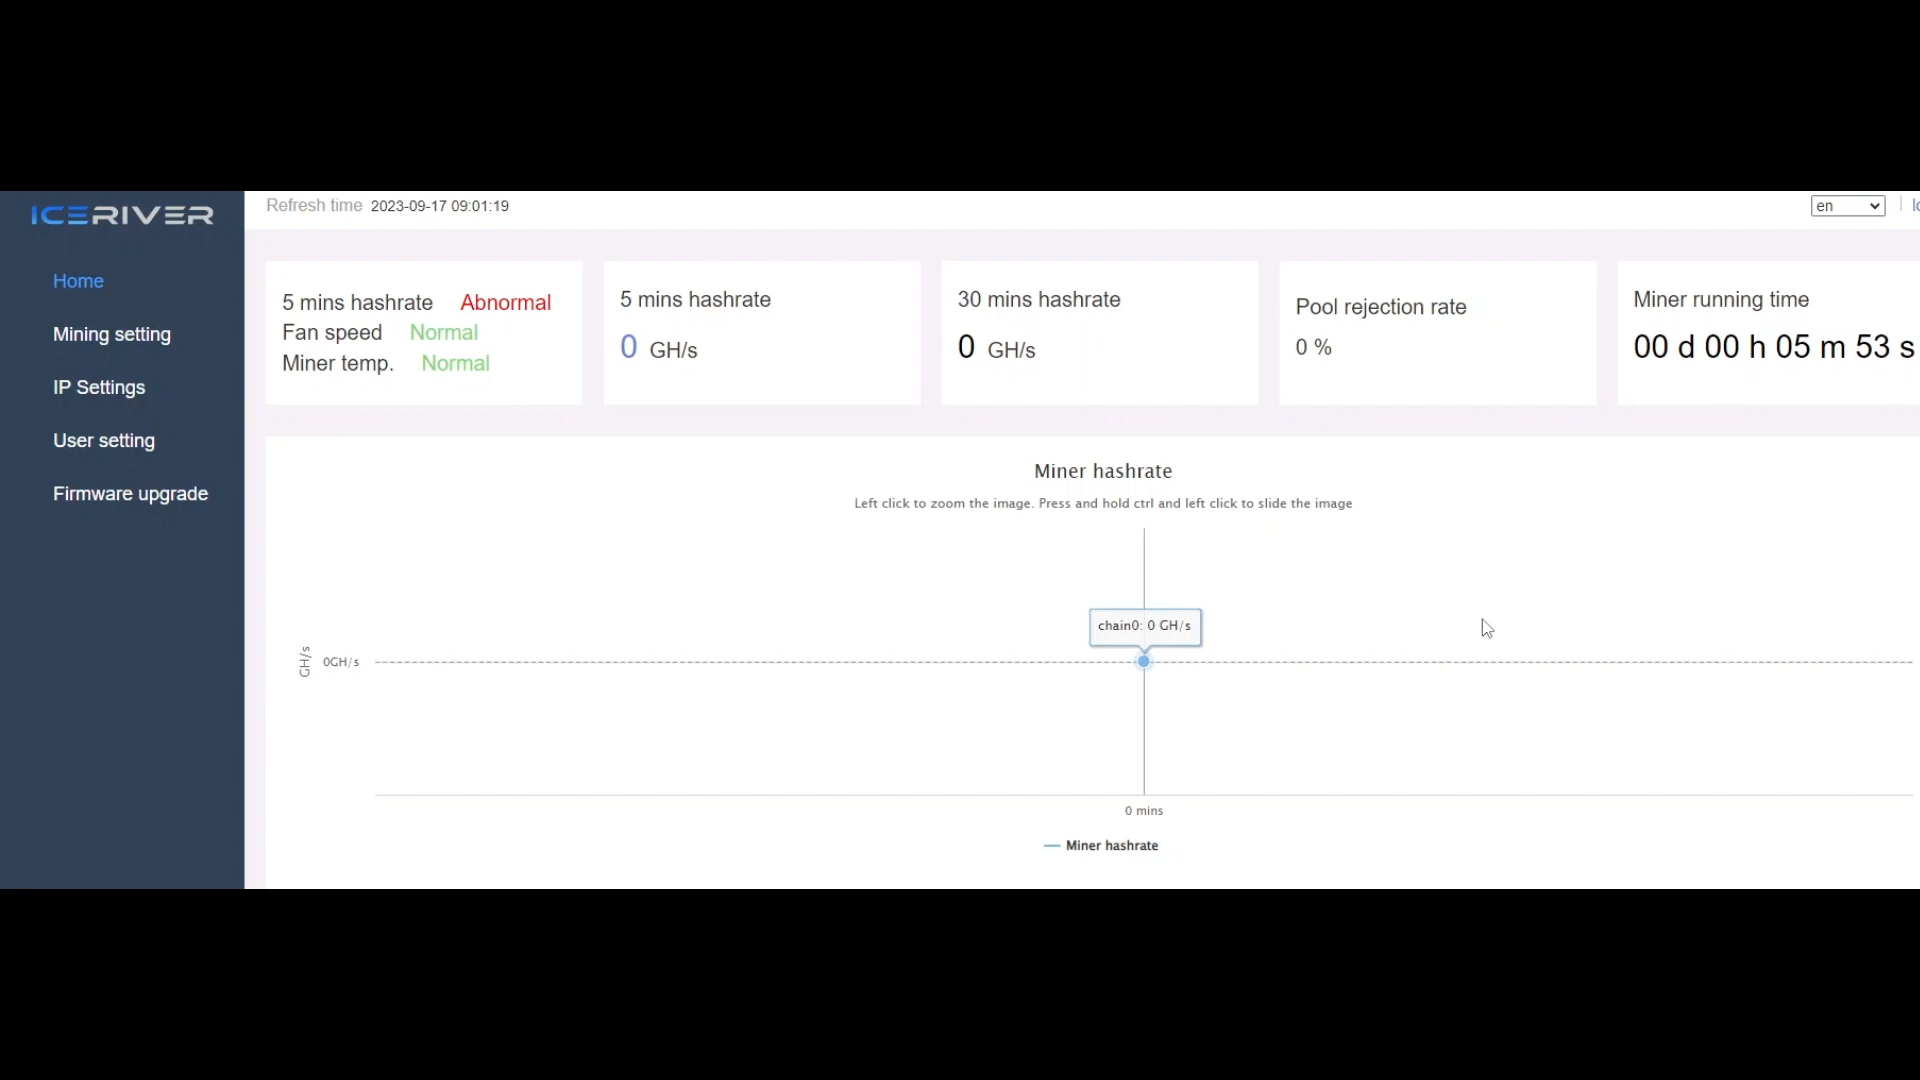 ICERIVER
Refresh time 2023-09-17 09:01:19
en
Home
Mining setting
IP Settings
User setting
Firmware upgrade
5 mins hashrate Abnormal
Fan speed Normal
Miner temp. Normal
5 mins hashrate
0 GH/s
30 mins hashrate
0 GH/s
Pool rejection rate
0 %
Miner running time
00 d 00 h 05 m 53 s
Miner hashrate
Left click to zoom the image. Press and hold ctrl and left click to slide the image
chain0: 0 GH/s
GH/s
0GH/s
0 mins
Miner hashrate